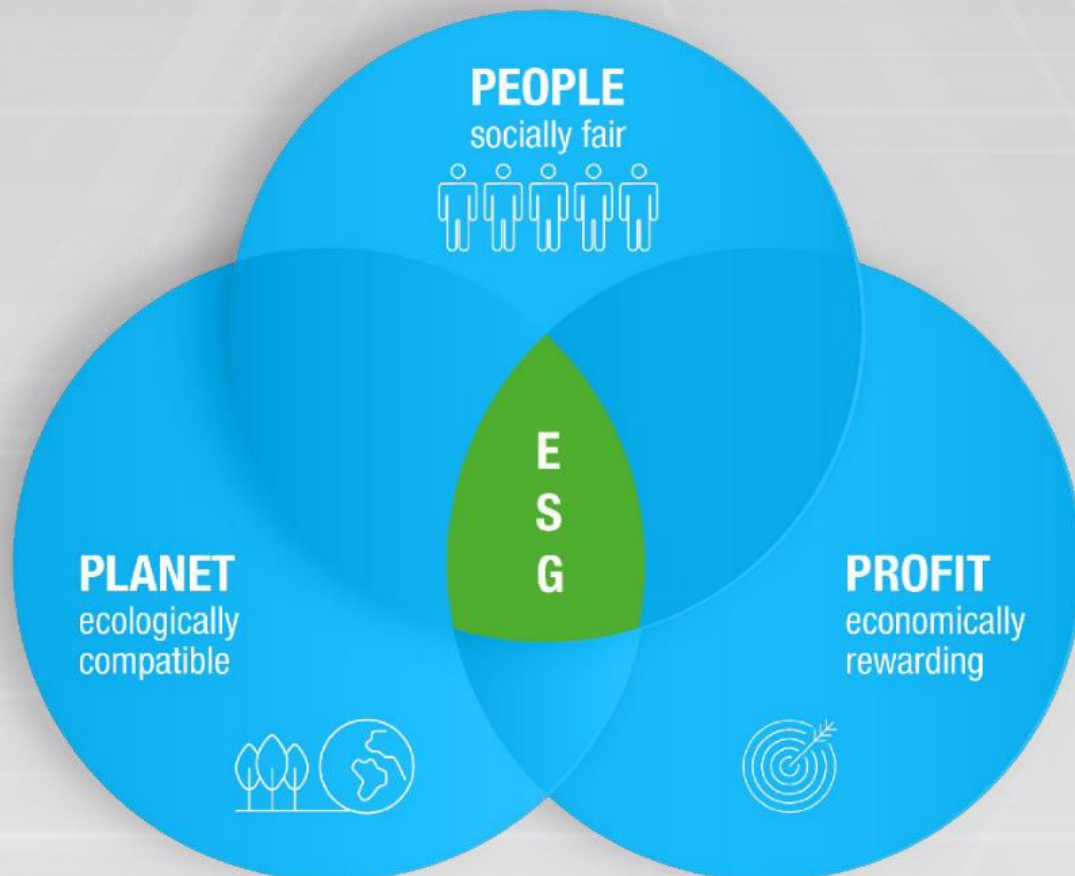 PEOPLE
socially fair
E
S
G
PLANET
ecologically
compatible
PROFIT
economically
rewarding